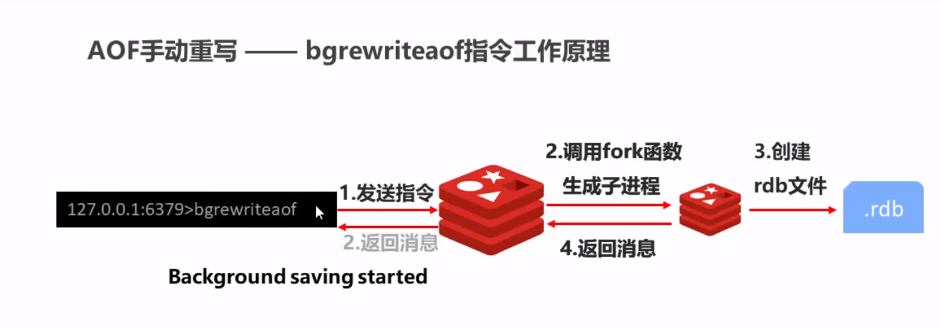 AOF手动重写 —— bgrewriteaof指令工作原理
2.调用fork函数
生成子进程
3.创建
rdb文件
127.0.0.1:6379>bgrewriteaof
1.发送指令
2.返回消息
4.返回消息
.rdb
Background saving started